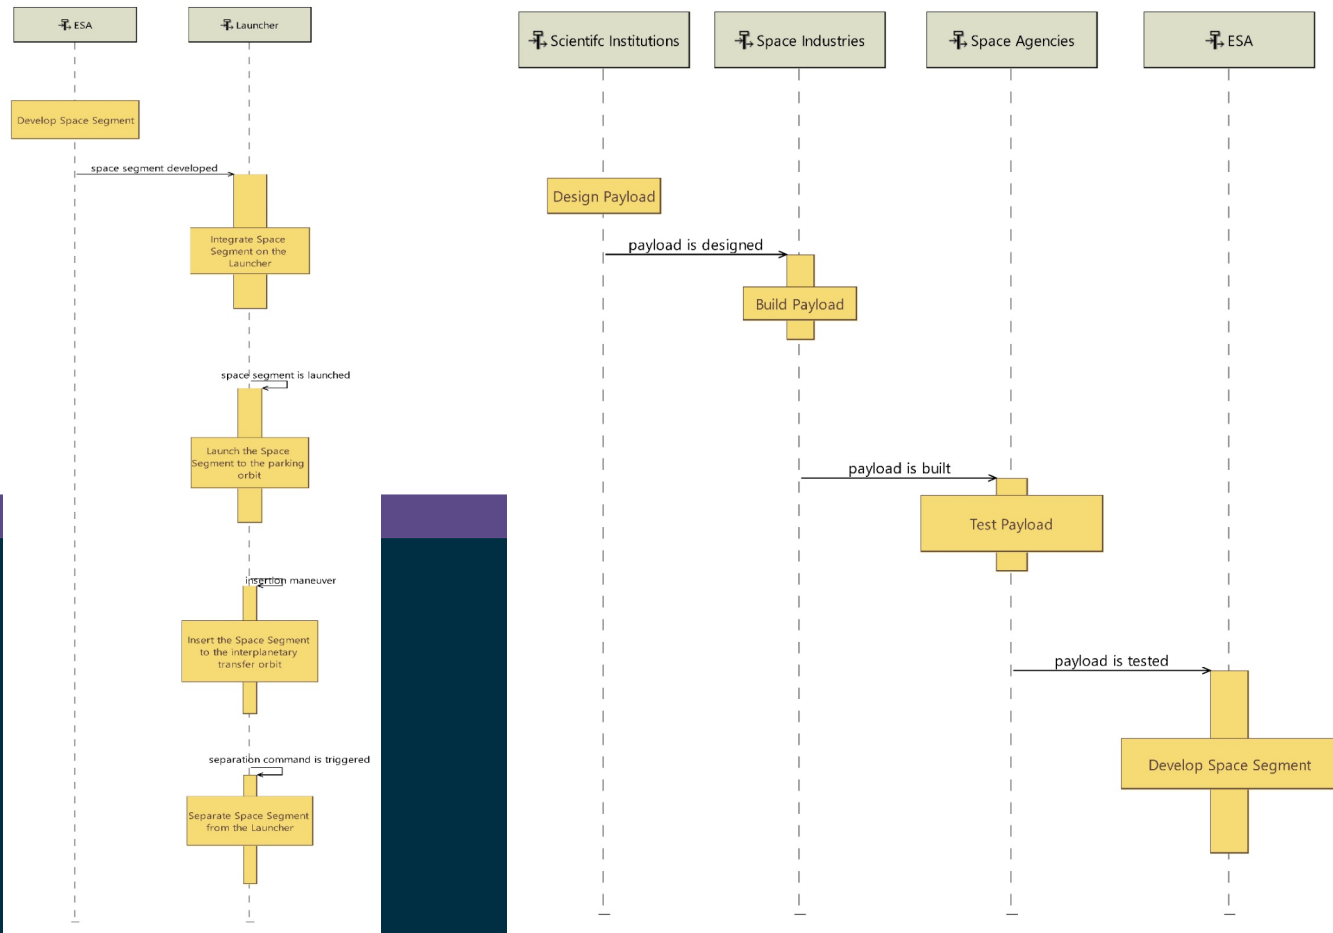 ESA
Launcher
Develop Space Segment
space segment developed
Integrate Space
Segment on the
Launcher
space segment is launched
Launch the Space
Segment to the parking
orbit
insertion maneuver
Insert the Space Segment
to the interplanetary
transfer orbit
separation command is triggered
Separate Space Segment
from the Launcher
Scientifc Institutions
Space Industries
Space Agencies
ESA
Design Payload
payload is designed
Build Payload
payload is built
Test Payload
payload is tested
Develop Space Segment